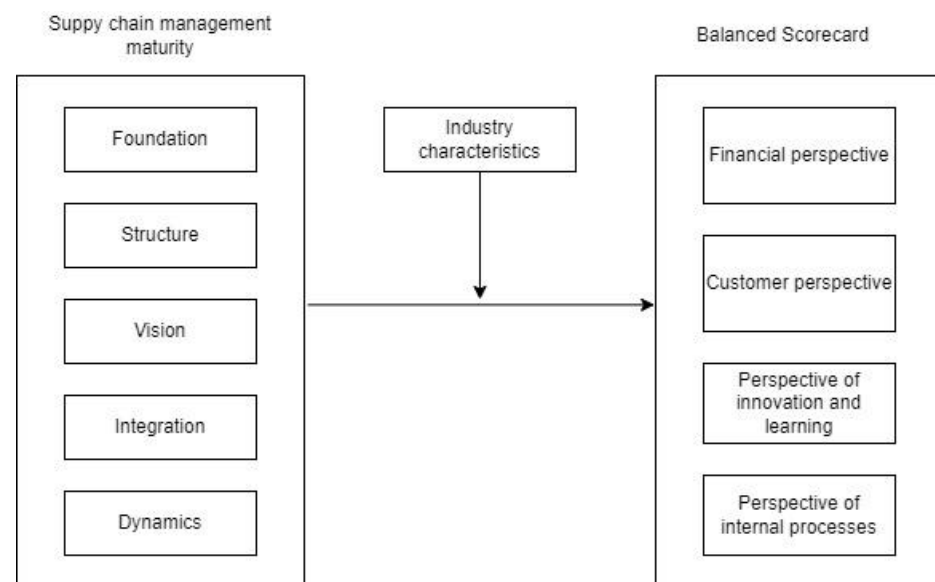 Suppy chain management
maturity
Foundation
Structure
Vision
Integration
Dynamics
Industry
characteristics
Balanced Scorecard
Financial perspective
Customer perspective
Perspective of
innovation and
learning
Perspective of
internal processes